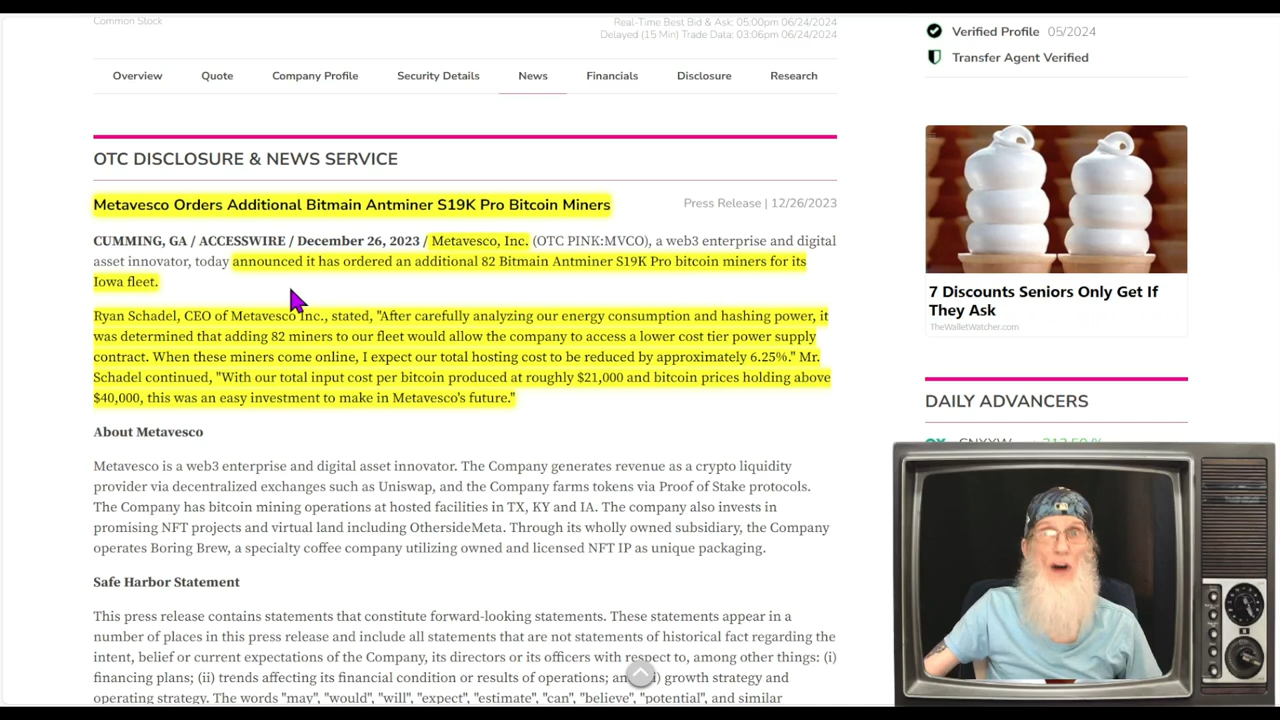 Common Stock
Real-Time Best Bid & Ask: 05:00pm 06/24/2024
Delayed (15 Min) Trade Data: 03:06pm 06/24/2024
Verified Profile 05/2024
Transfer Agent Verified
Overview Quote Company Profile Security Details News Financials Disclosure Research
OTC DISCLOSURE & NEWS SERVICE
Metavesco Orders Additional Bitmain Antminer S19K Pro Bitcoin Miners
Press Release | 12/26/2023
CUMMING, GA / ACCESSWIRE / December 26, 2023 / Metavesco, Inc. (OTC PINK:MVCO), a web3 enterprise and digital
asset innovator, today announced it has ordered an additional 82 Bitmain Antminer S19K Pro bitcoin miners for its
Iowa fleet.
Ryan Schadel, CEO of Metavesco Inc., stated, "After carefully analyzing our energy consumption and hashing power, it
was determined that adding 82 miners to our fleet would allow the company to access a lower cost tier power supply
contract. When these miners come online, I expect our total hosting cost to be reduced by approximately 6.25%." Mr.
Schadel continued, "With our total input cost per bitcoin produced at roughly $21,000 and bitcoin prices holding above
$40,000, this was an easy investment to make in Metavesco's future."
About Metavesco
Metavesco is a web3 enterprise and digital asset innovator. The Company generates revenue as a crypto liquidity
provider via decentralized exchanges such as Uniswap, and the Company farms tokens via Proof of Stake protocols.
The Company has bitcoin mining operations at hosted facilities in TX, KY and IA. The company also invests in
promising NFT projects and virtual land including OthersideMeta. Through its wholly owned subsidiary, the Company
operates Boring Brew, a specialty coffee company utilizing owned and licensed NFT IP as unique packaging.
Safe Harbor Statement
This press release contains statements that constitute forward-looking statements. These statements appear in a
number of places in this press release and include all statements that are not statements of historical fact regarding the
intent, belief or current expectations of the Company, its directors or its officers with respect to, among other things: (i)
financing plans; (ii) trends affecting its financial condition or results of operations; growth strategy and
operating strategy. The words "may", "would", "will", "expect", "estimate", "can", "believe", "potential", and similar
7 Discounts Seniors Only Get If
They Ask
TheWalletWatcher.com
DAILY ADVANCERS